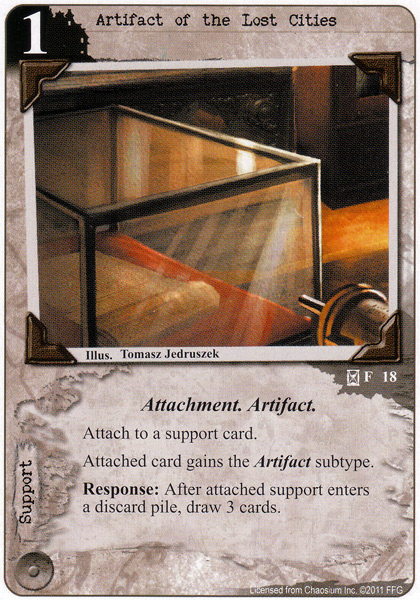 1
Artifact of the Lost Cities
Illus. Tomasz Jedruszek
F 18
Attachment. Artifact.
Attach to a support card.
Attached card gains the Artifact subtype.
Response: After attached support enters
a discard pile, draw 3 cards.
Support
Licensed from Chaosium Inc. ©2011 FFG